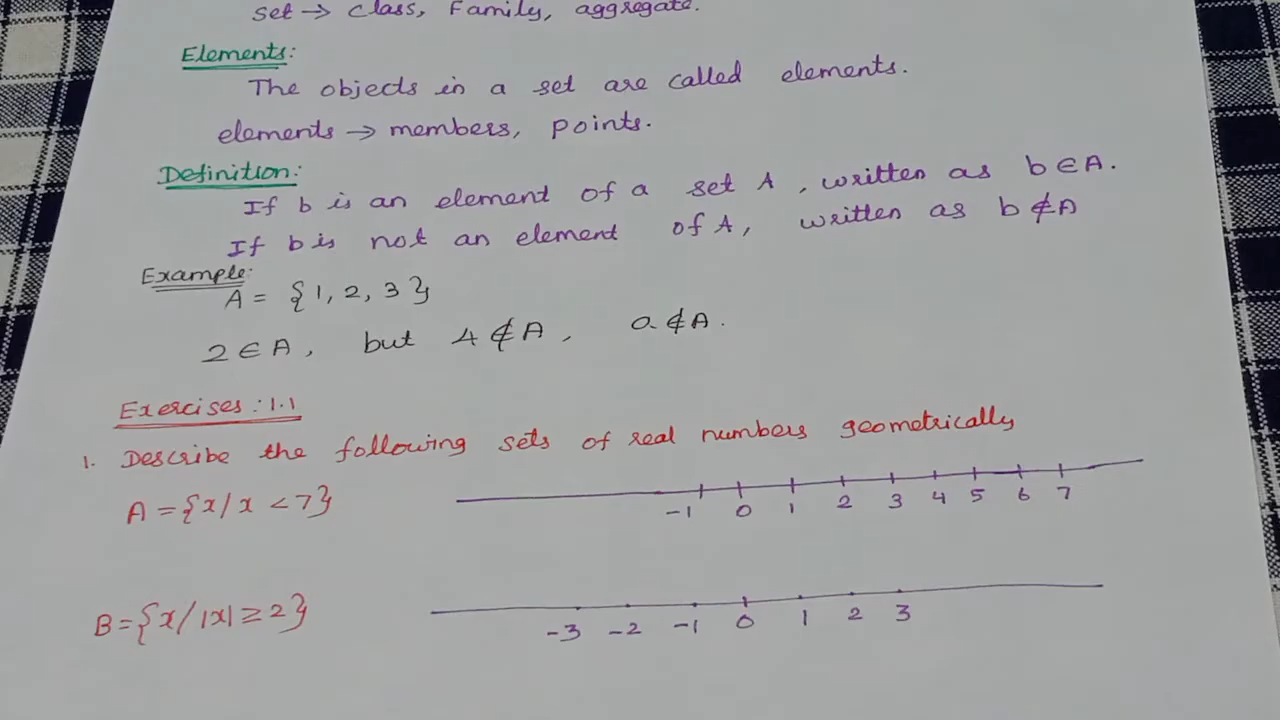 set → class, Family, aggregate.
Elements:
The objects in a set are called elements.
elements → members, points.
Definition:
If b is an element of a set A, written as b ∈ A.
If b is not an element of A, written as b ∉ A
Example:
A = {1, 2, 3}
2 ∈ A, but 4 ∉ A, a ∉ A.
Exercises: 1.1
1. Describe the following sets of real numbers geometrically
A = {x/x < 7}
-1 0 1 2 3 4 5 6 7
B = {x/|x| ≥ 2}
-3 -2 -1 0 1 2 3